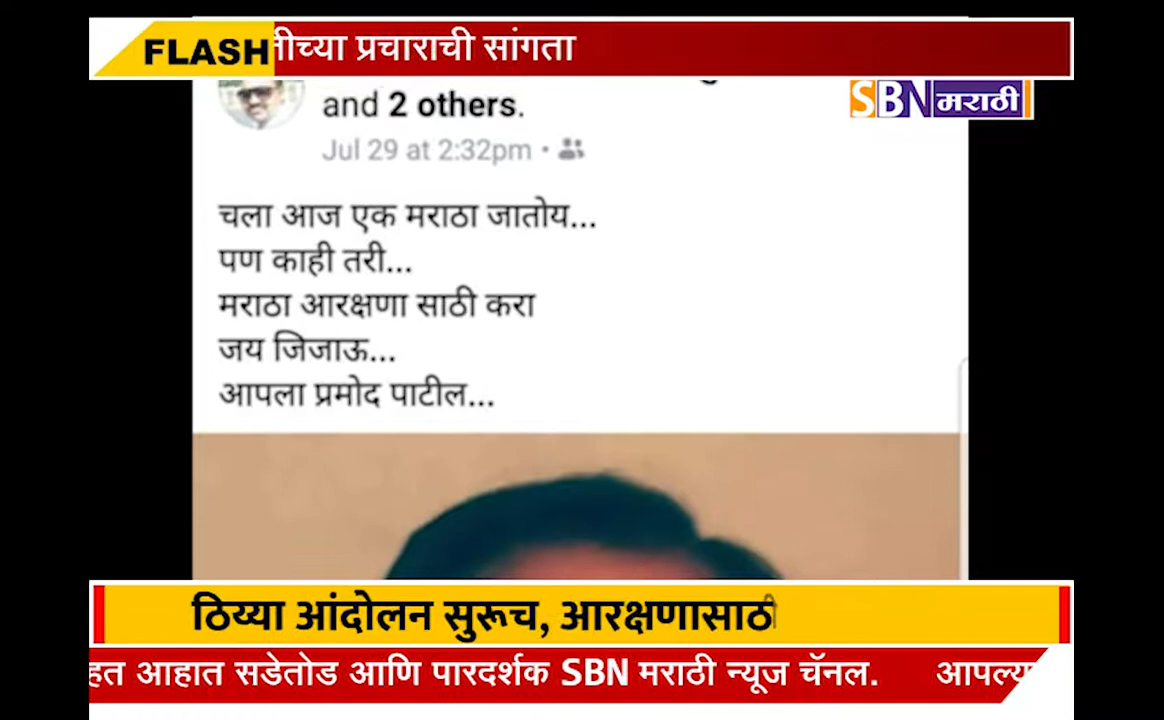 FLASH
तीच्या प्रचाराची सांगता
and 2 others.
SBN मराठी
Jul 29 at 2:32pm
चला आज एक मराठा जातोय...
पण काही तरी...
मराठा आरक्षणा साठी करा
जय जिजाऊ...
आपला प्रमोद पाटील...
ठिय्या आंदोलन सुरूच, आरक्षणासाठी
हत आहात सडेतोड आणि पारदर्शक SBN मराठी न्यूज चॅनल. आपल्या